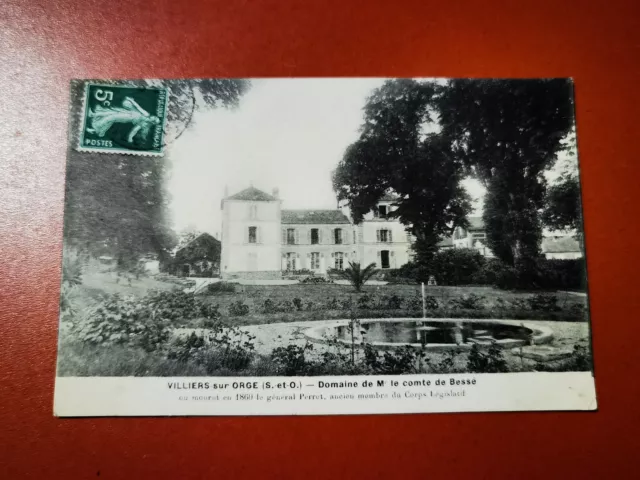 5c
POSTES
VILLIERS-sur-ORGE (S.-et-O.) — Domaine de Mr le comte de Bessé
où mourut en 1860 le général Perret, ancien membre du Corps Législatif